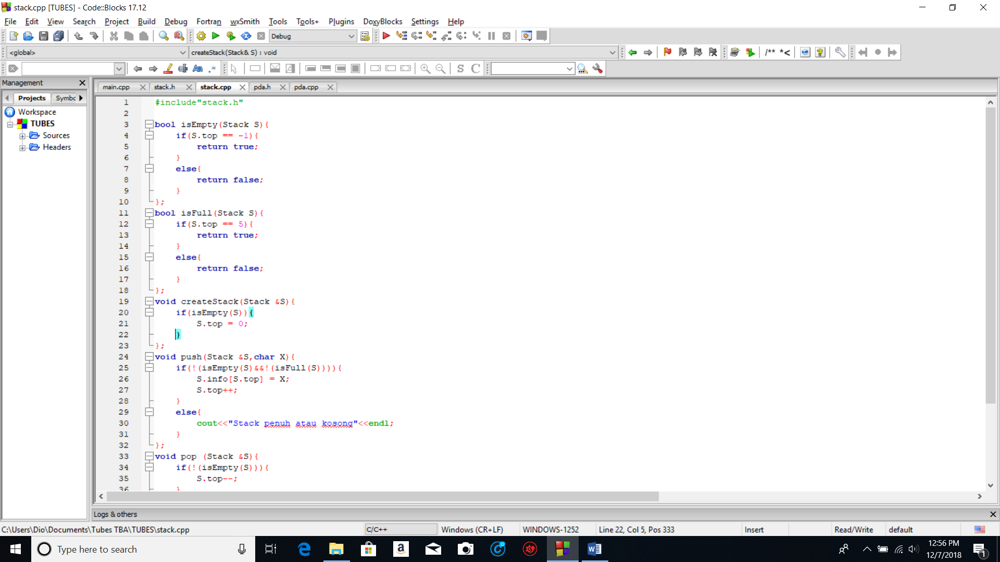 stack.cpp [TUBES] - Code::Blocks 17.12
File Edit View Search Project Build Debug Fortran wxSmith Tools Tools+ Plugins DoxyBlocks Settings Help
Debug
<global> createStack(Stack& S) : void /** *<
Aa .* S C
Management
main.cpp stack.h stack.cpp pda.h pda.cpp
Projects Symbc
Workspace
TUBES
Sources
Headers
1 #include"stack.h"
2
3 bool isEmpty(Stack S){
4 if(S.top == -1){
5 return true;
6 }
7 else{
8 return false;
9 }
10 };
11 bool isFull(Stack S){
12 if(S.top == 5){
13 return true;
14 }
15 else{
16 return false;
17 }
18 };
19 void createStack(Stack &S){
20 if(isEmpty(S)){
21 S.top = 0;
22 }
23 };
24 void push(Stack &S,char X){
25 if(!(isEmpty(S)&&!(isFull(S)))){
26 S.info[S.top] = X;
27 S.top++;
28 }
29 else{
30 cout<<"Stack penuh atau kosong"<<endl;
31 }
32 };
33 void pop (Stack &S){
34 if(!(isEmpty(S))){
35 S.top--;
36 }
Logs & others
C:\Users\Dio\Documents\Tubes TBA\TUBES\stack.cpp C/C++ Windows (CR+LF) WINDOWS-1252 Line 22, Col 5, Pos 333 Insert Read/Write default
Type here to search
12:56 PM
12/7/2018
1